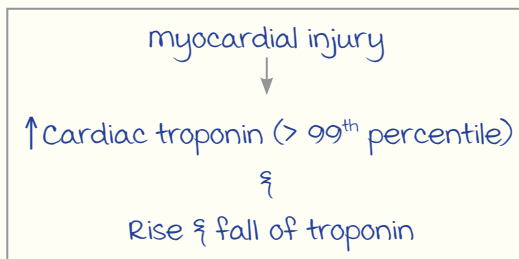 myocardial injury
↑ Cardiac troponin (> 99th percentile)
&
Rise & fall of troponin